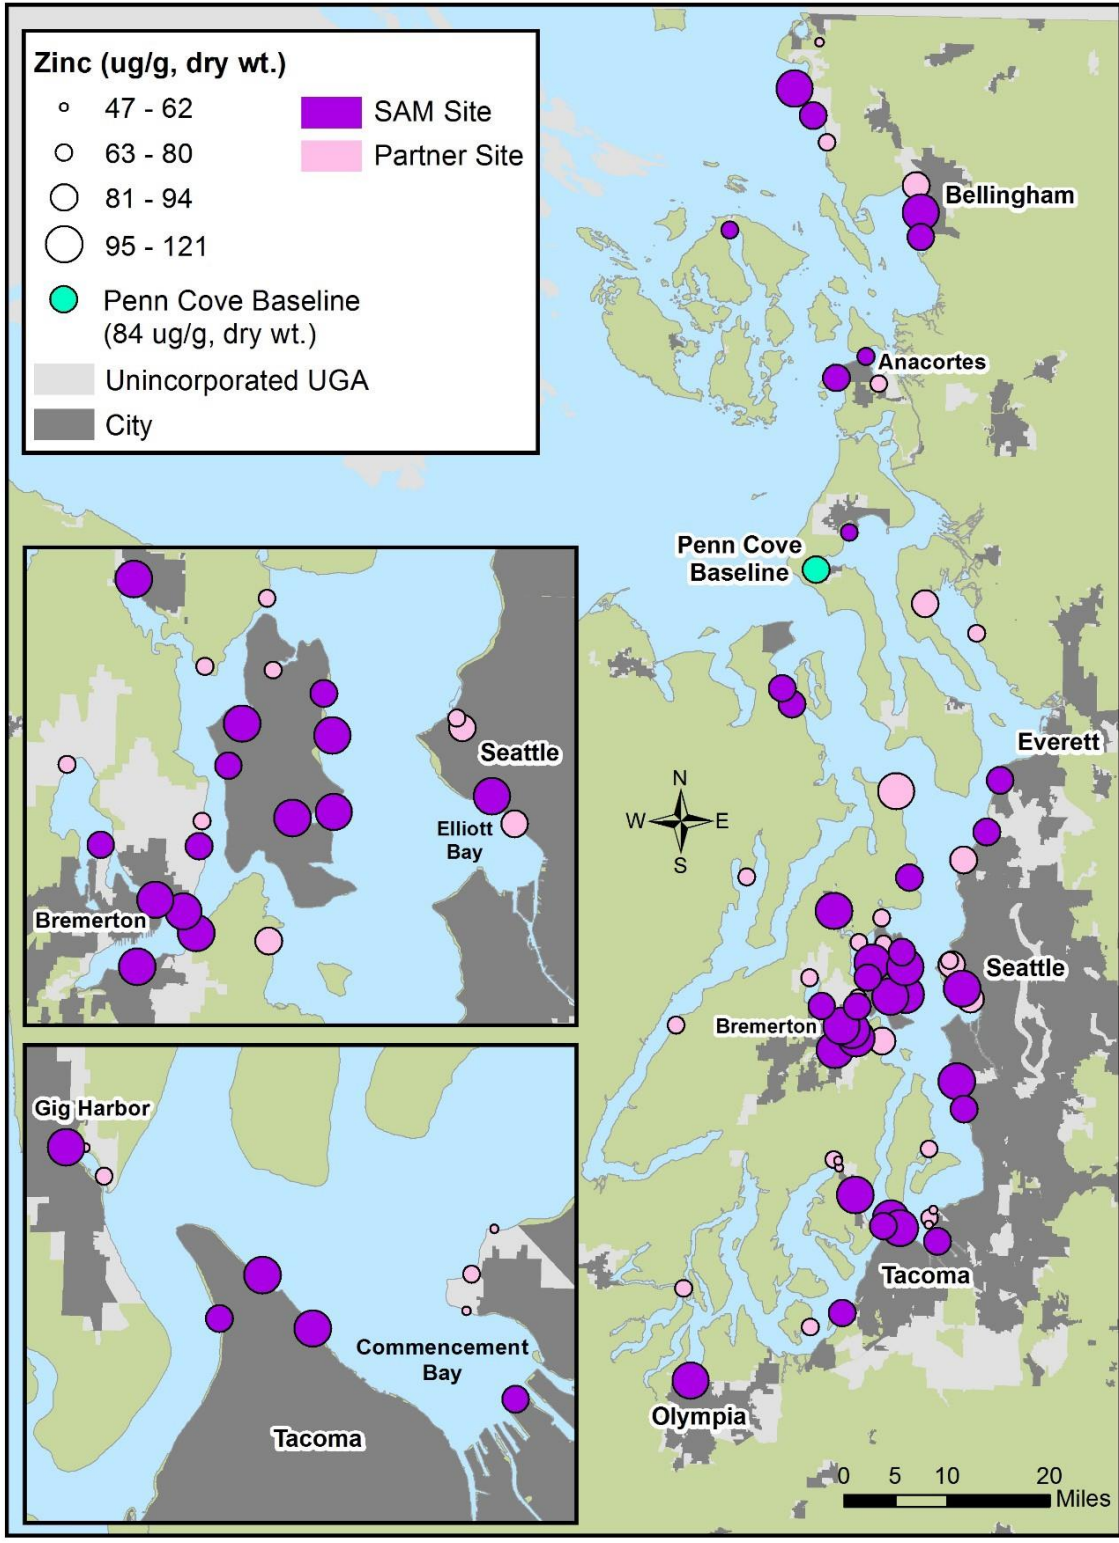 Zinc (ug/g, dry wt.)
47 - 62
63 - 80
81 - 94
95 - 121
Penn Cove Baseline
(84 ug/g, dry wt.)
Unincorporated UGA
City
SAM Site
Partner Site
Bellingham
Anacortes
Penn Cove
Baseline
Everett
N
W
E
S
Seattle
Bremerton
Tacoma
Olympia
0 5 10 20
Miles
Seattle
Elliott
Bay
Bremerton
Gig Harbor
Commencement
Bay
Tacoma